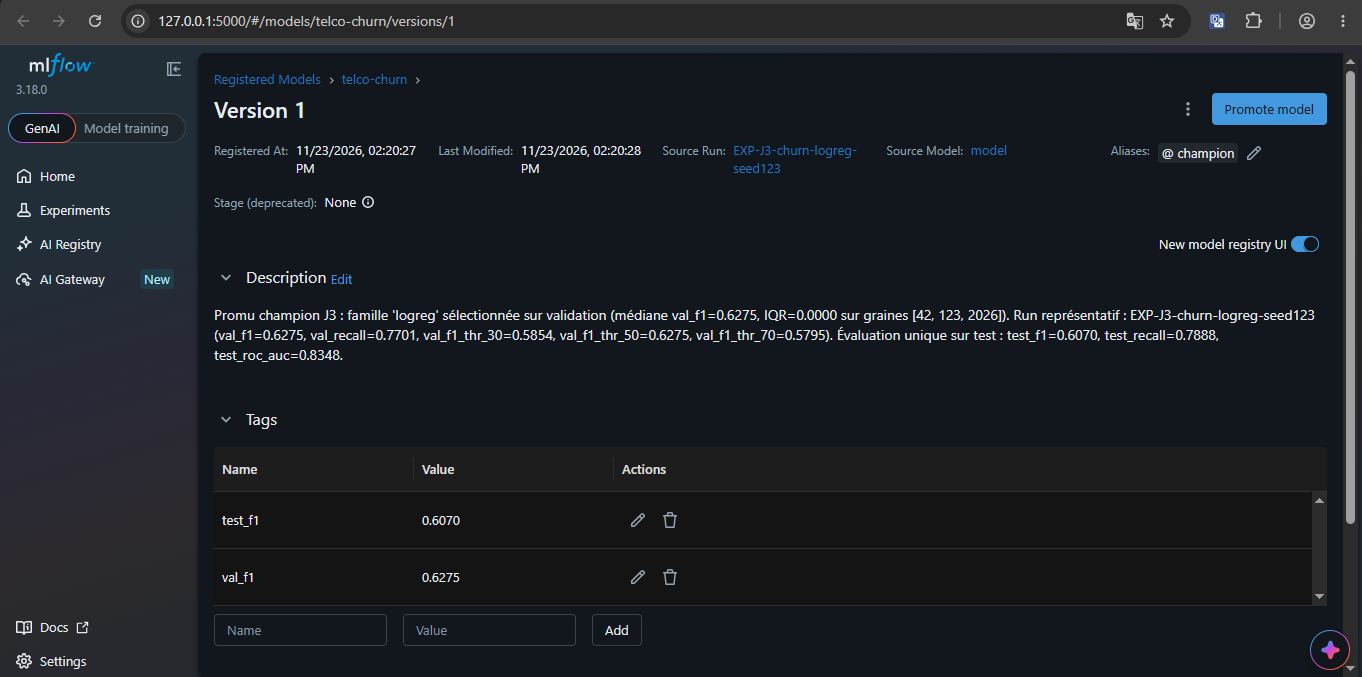 127.0.0.1:5000/#/models/telco-churn/versions/1
mlflow
3.18.0
GenAI
Model training
Home
Experiments
AI Registry
AI Gateway
New
Docs
Settings
Registered Models > telco-churn >
Version 1
Promote model
Registered At: 11/23/2026, 02:20:27 PM
Last Modified: 11/23/2026, 02:20:28 PM
Source Run: EXP-J3-churn-logreg-seed123
Source Model: model
Aliases: @ champion
Stage (deprecated): None
New model registry UI
Description Edit
Promu champion J3 : famille 'logreg' sélectionnée sur validation (médiane val_f1=0.6275, IQR=0.0000 sur graines [42, 123, 2026]). Run représentatif : EXP-J3-churn-logreg-seed123
(val_f1=0.6275, val_recall=0.7701, val_f1_thr_30=0.5854, val_f1_thr_50=0.6275, val_f1_thr_70=0.5795). Évaluation unique sur test : test_f1=0.6070, test_recall=0.7888,
test_roc_auc=0.8348.
Tags
Name Value Actions
test_f1 0.6070
val_f1 0.6275
Name Value Add